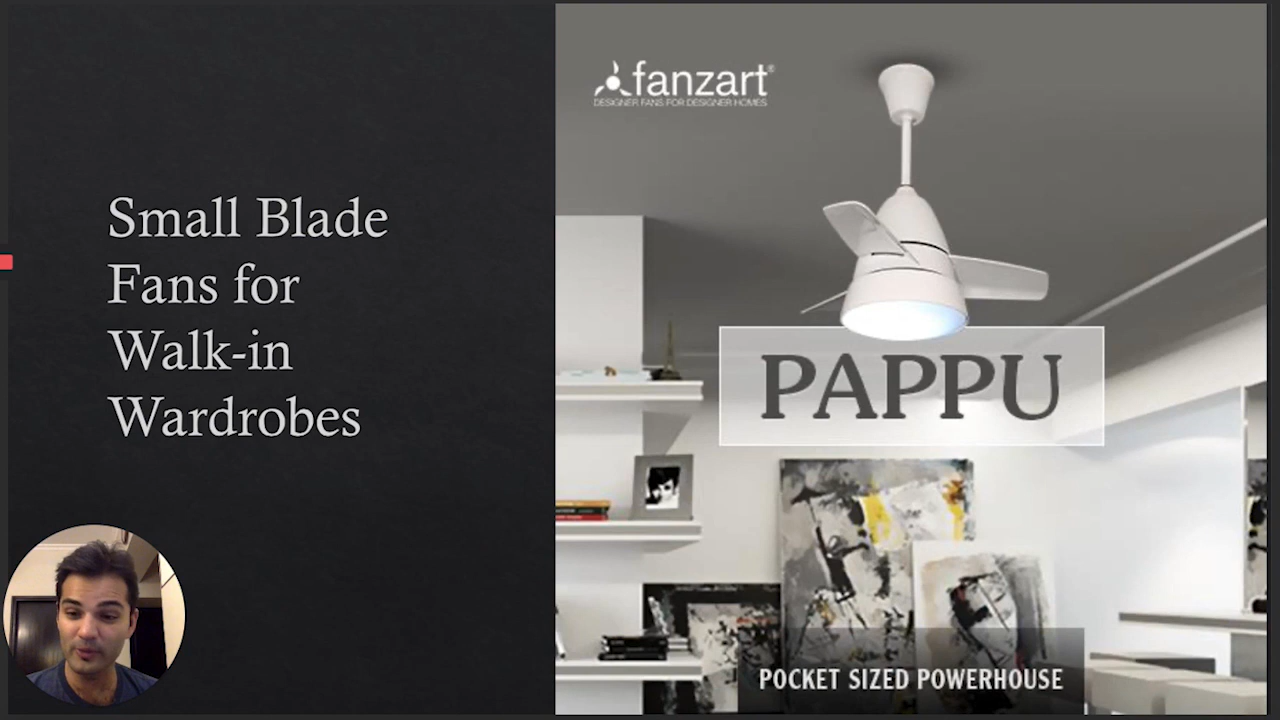 Small Blade
Fans for
Walk-in
Wardrobes
fanzart®
DESIGNER FANS FOR DESIGNER HOMES
PAPPU
POCKET SIZED POWERHOUSE